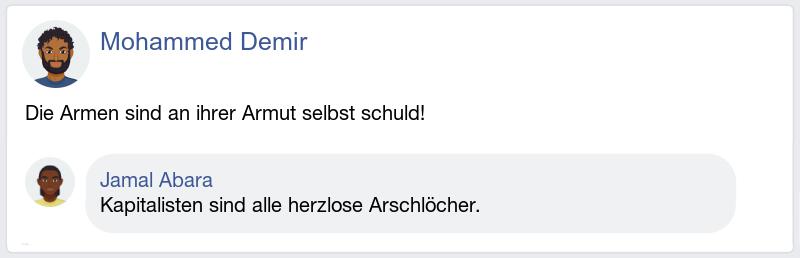 Mohammed Demir
Die Armen sind an ihrer Armut selbst schuld!
Jamal Abara
Kapitalisten sind alle herzlose Arschlöcher.